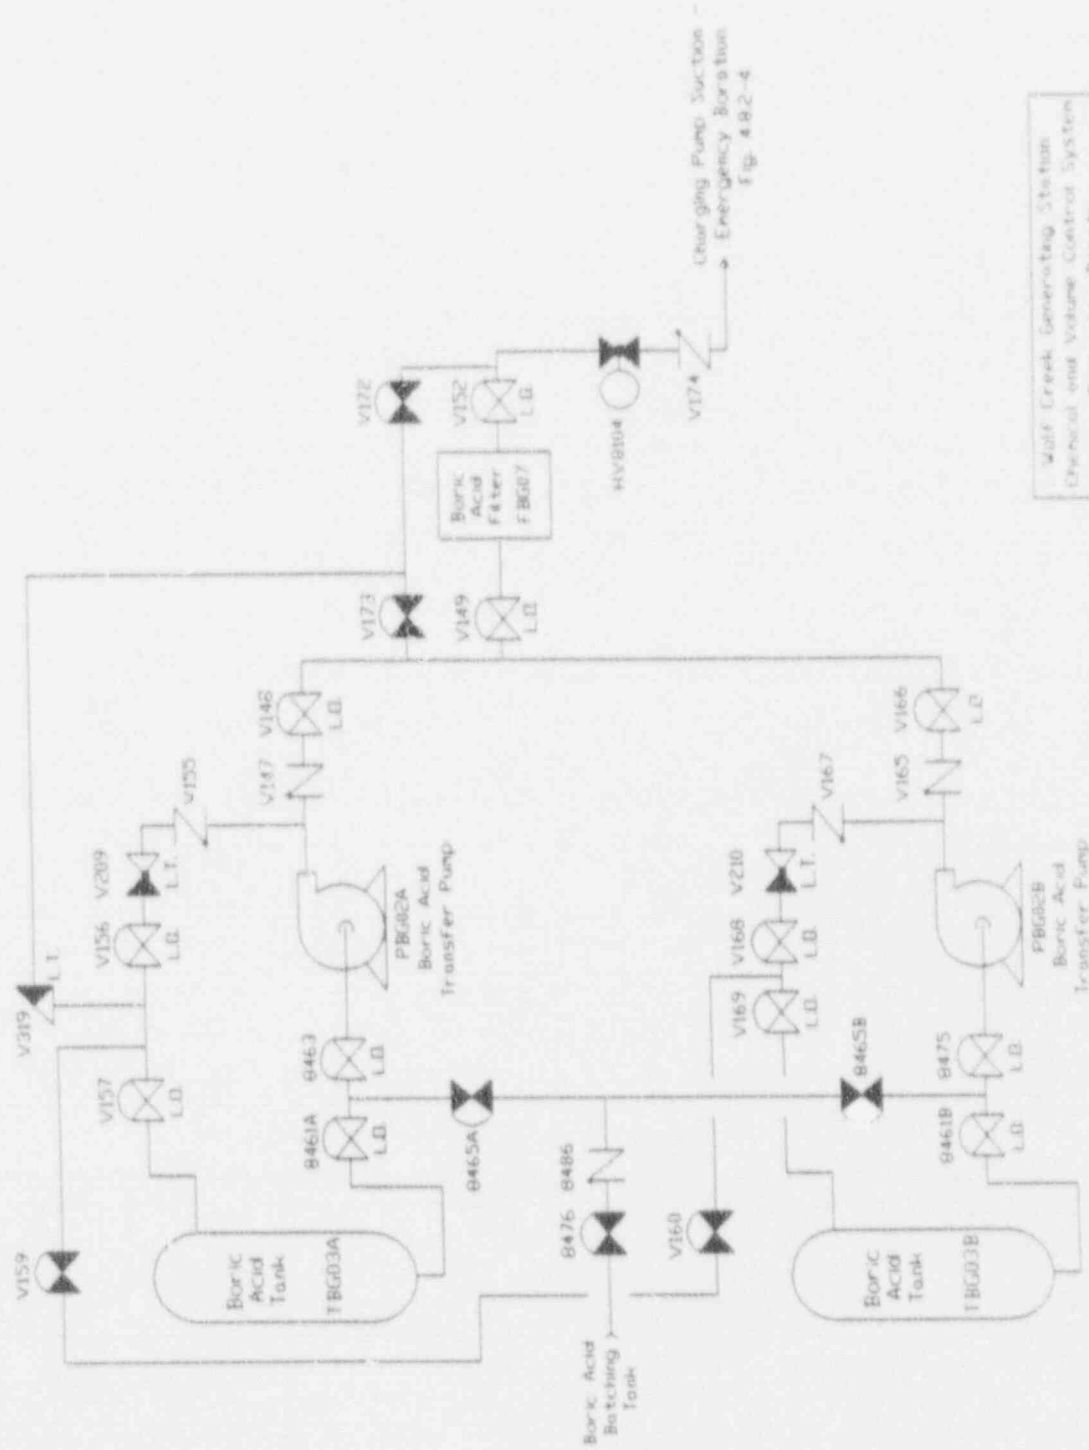 V319
L.T.
V159
V157
L.O.
V156
L.O.
V209
L.T.
V155
Boric
Acid
Tank
TBG03A
8461A
L.O.
8463
L.O.
PBG02A
Boric Acid
Transfer Pump
V147
V148
L.O.
V173
V172
V149
L.O.
Boric
Acid
Filter
FBG07
V152
L.O.
HV8104
V174
Charging Pump Suction -
Emergency Boration
Fig. 4.8.2-4
8465A
Boric Acid
Batching
Tank
8476
8486
V160
V169
L.O.
V168
L.O.
V210
L.T.
V167
8465B
Boric
Acid
Tank
TBG03B
8461B
L.O.
8475
L.O.
PBG02B
Boric Acid
Transfer Pump
V165
V166
L.O.
Wolf Creek Generating Station
Chemical and Volume Control System